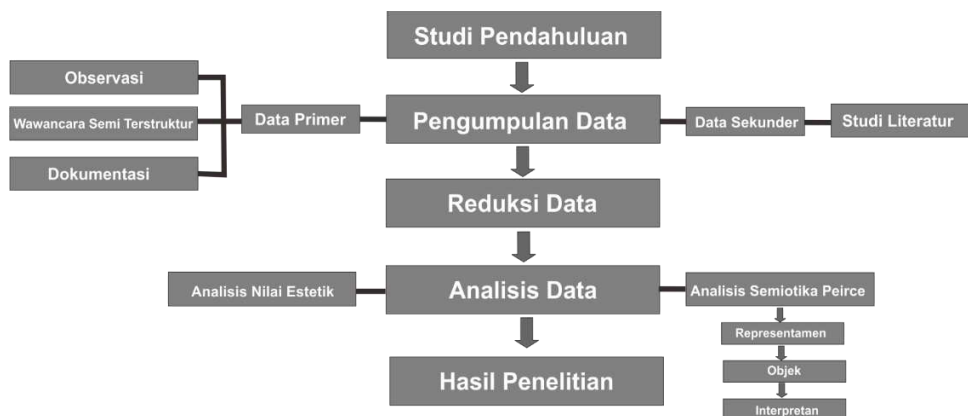 Studi Pendahuluan
Observasi
Wawancara Semi Terstruktur
Dokumentasi
Data Primer
Pengumpulan Data
Data Sekunder
Studi Literatur
Reduksi Data
Analisis Nilai Estetik
Analisis Data
Analisis Semiotika Peirce
Representamen
Objek
Interpretan
Hasil Penelitian